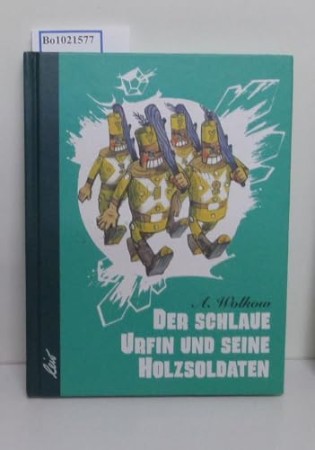 Bo1021577
A. Wolkow
DER SCHLAUE
URFIN UND SEINE
HOLZSOLDATEN
leiv